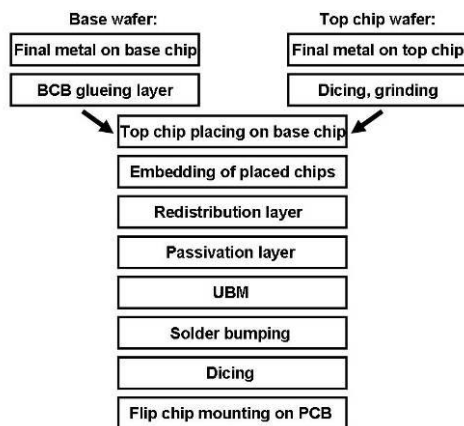 Base wafer:
Top chip wafer:
Final metal on base chip
Final metal on top chip
BCB glueing layer
Dicing, grinding
Top chip placing on base chip
Embedding of placed chips
Redistribution layer
Passivation layer
UBM
Solder bumping
Dicing
Flip chip mounting on PCB